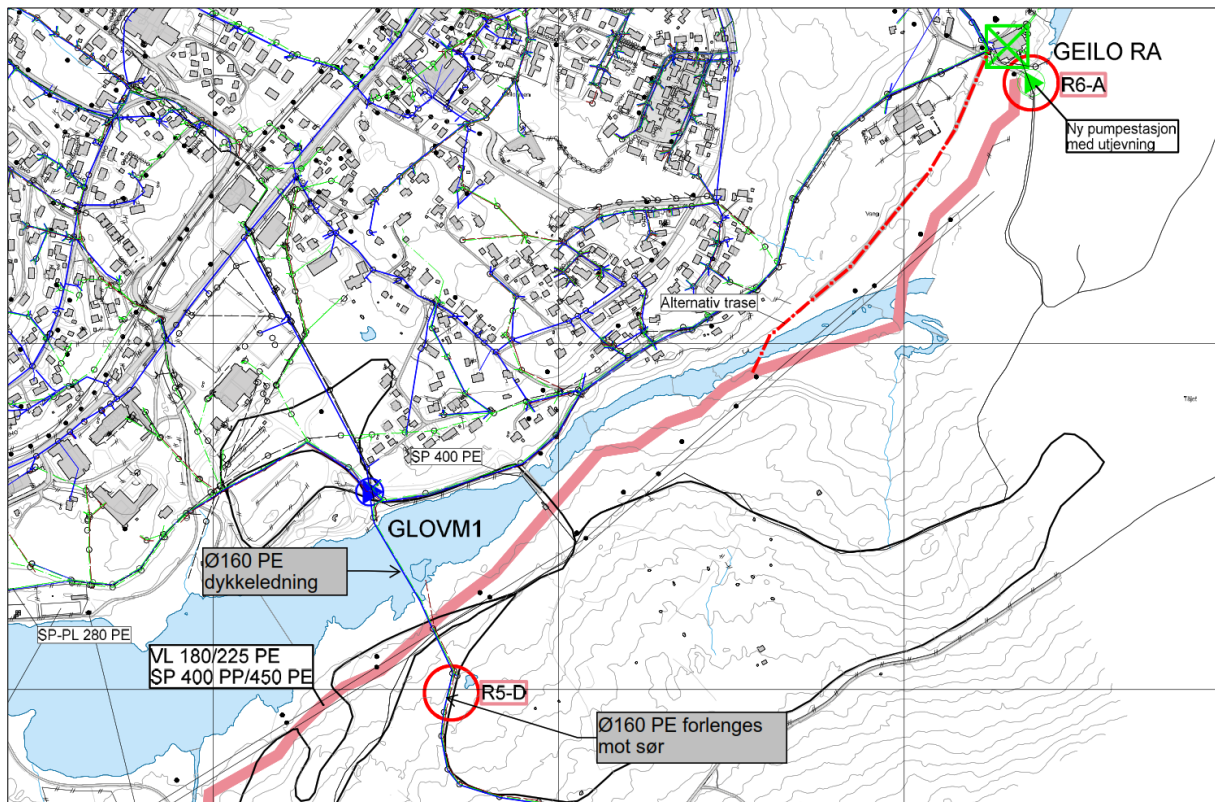 GEILO RA
R6-A
Ny pumpestasjon
med utjevning
Vang
Alternativ trase
SP 400 PE
GLOVM1
Ø160 PE
dykkeledning
SP-PL 280 PE
VL 180/225 PE
SP 400 PP/450 PE
R5-D
Ø160 PE forlenges
mot sør